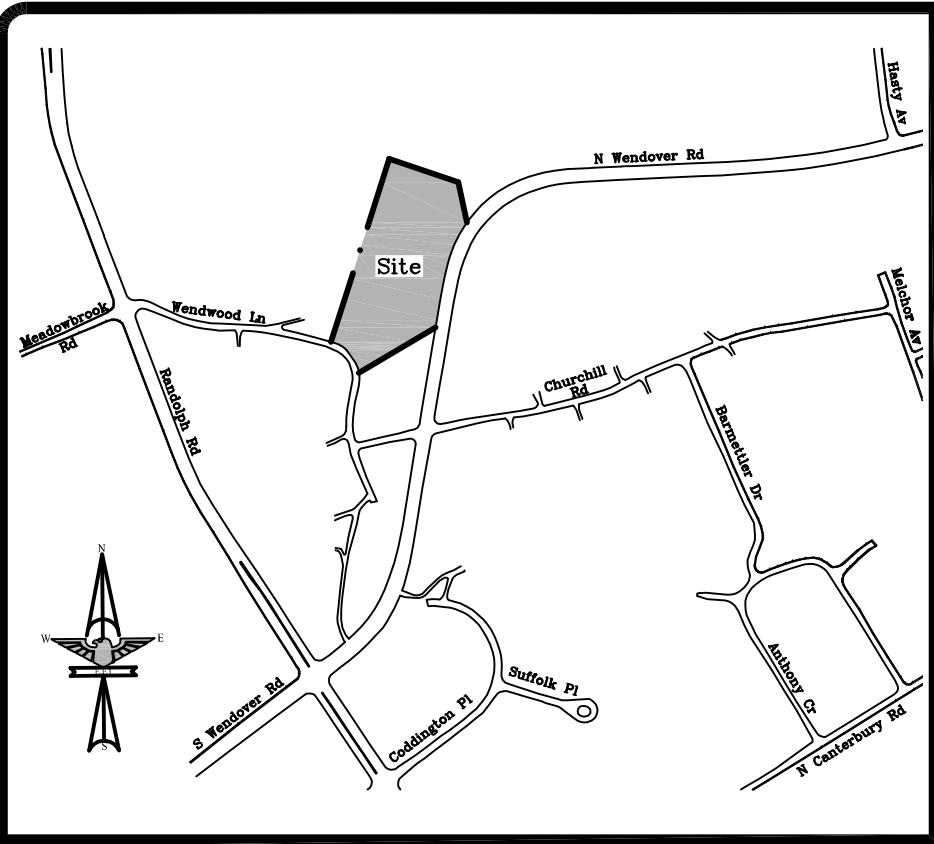 Hasty Av
N Wendover Rd
Site
Melchor Av
Meadowbrook
Rd
Wendwood Ln
Randolph Rd
Churchill
Rd
Barmettler Dr
N
W
E
S
Anthony Cr
Suffolk Pl
S Wendover Rd
Coddington Pl
N Canterbury Rd